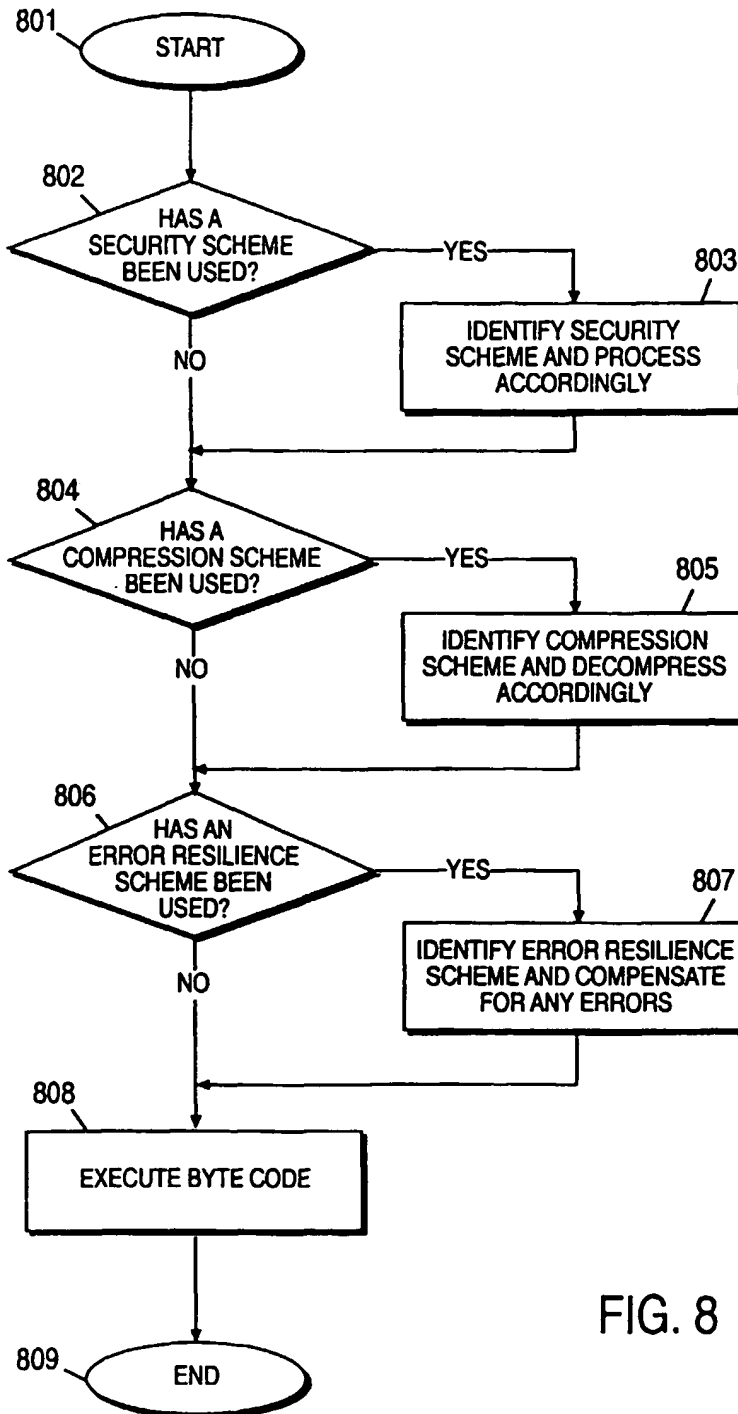 801
START
802
HAS A
SECURITY SCHEME
BEEN USED?
YES
803
IDENTIFY SECURITY
SCHEME AND PROCESS
ACCORDINGLY
NO
804
HAS A
COMPRESSION SCHEME
BEEN USED?
YES
805
IDENTIFY COMPRESSION
SCHEME AND DECOMPRESS
ACCORDINGLY
NO
806
HAS AN
ERROR RESILIENCE
SCHEME BEEN
USED?
YES
807
IDENTIFY ERROR RESILIENCE
SCHEME AND COMPENSATE
FOR ANY ERRORS
NO
808
EXECUTE BYTE CODE
809
END
FIG. 8